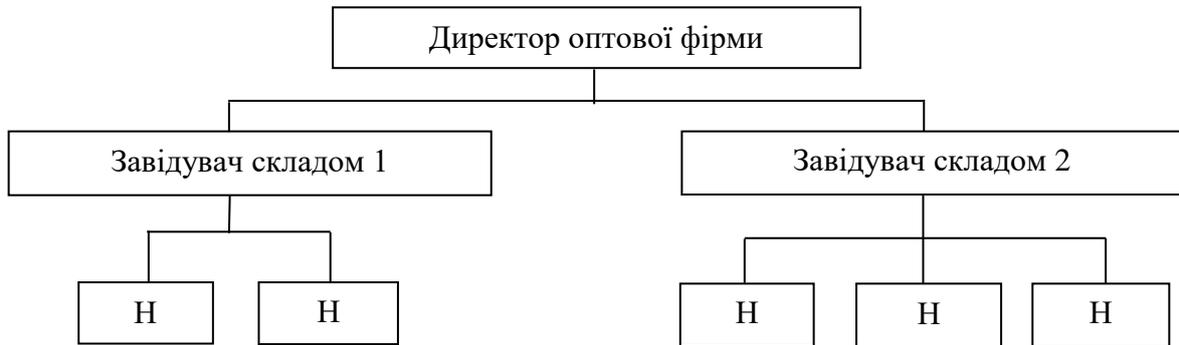 Директор оптової фірми
Завідувач складом 1
Завідувач складом 2
Н
Н
Н
Н
Н